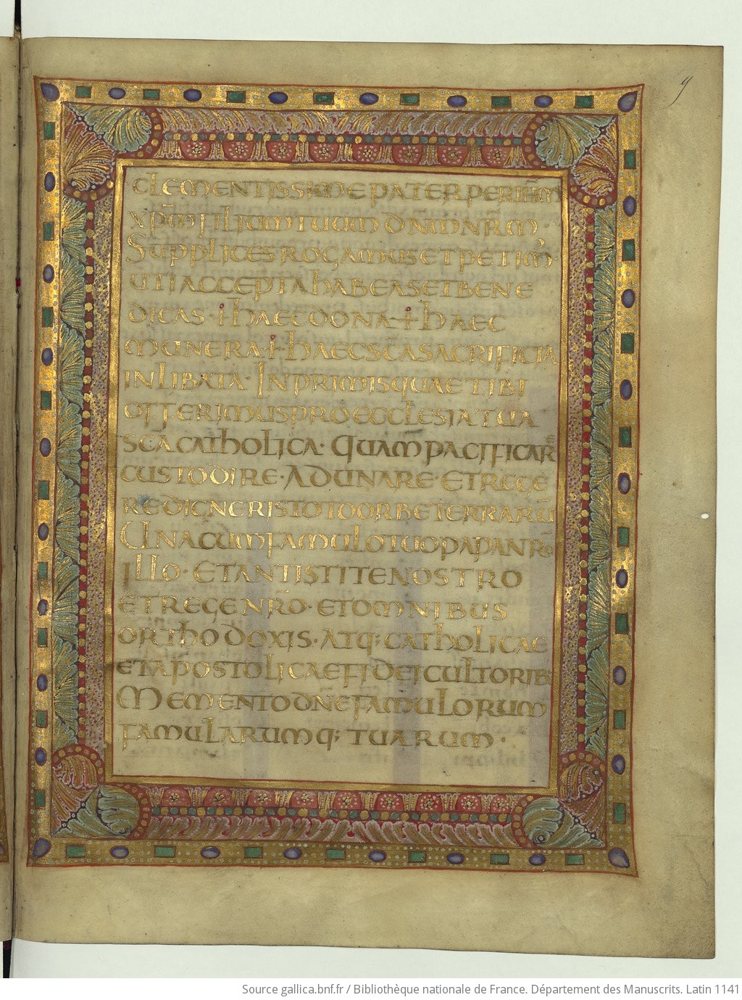 9
CLEMENTISSIME PATER PER IHM̄
XP̄M FILIUM TUUM DN̄M NR̄M ·
SUPPLICES ROGAMUS ET PETIM̄ ·
UTI ACCEPTA HABEAS ET BENE
DICAS · ✝ HAEC DONA · ✝ HAEC
MUNERA · ✝ HAEC SC̄A SACRIFICIA
INLIBATA · IN PRIMIS QUAE TIBI
OFFERIMUS PRO ECCLESIA TUA
SC̄A CATHOLICA · QUAM PACIFICAR̄
CUSTODIRE · ADUNARE · ET REGE
RE DIGNERIS TOTO ORBE TERRARŪ
UNA CUM FAMULO TUO PAPA NR̄O
ILLO · ET ANTISTITE NOSTRO
ET REGE NR̄O · ET OMNIBUS
ORTHODOXIS · ATQ; CATHOLICAE
ET APOSTOLICAE FIDEI CULTORIB;
MEMENTO DN̄E FAMULORUM
FAMULARUMQ; TUARUM ·
Source gallica.bnf.fr / Bibliothèque nationale de France. Département des Manuscrits. Latin 1141